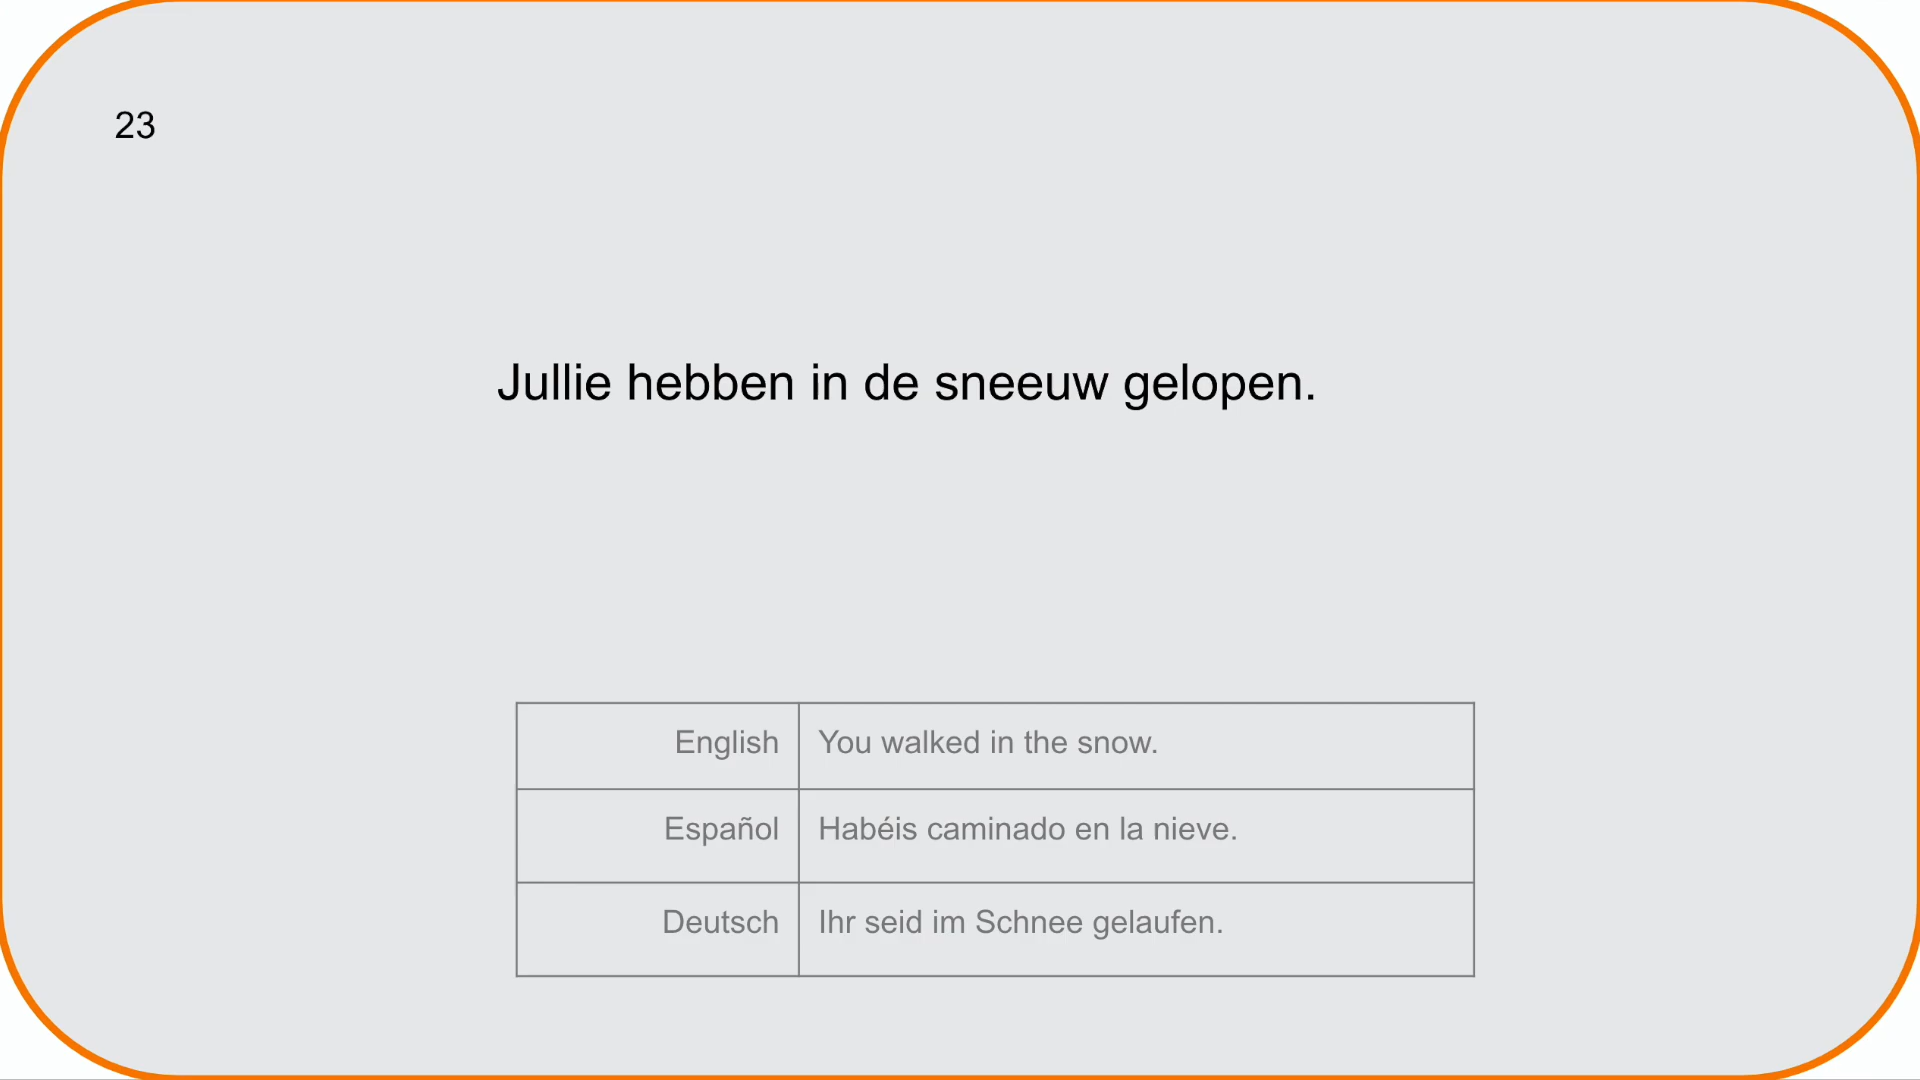 23
Jullie hebben in de sneeuw gelopen.
English You walked in the snow.
Español Habéis caminado en la nieve.
Deutsch Ihr seid im Schnee gelaufen.